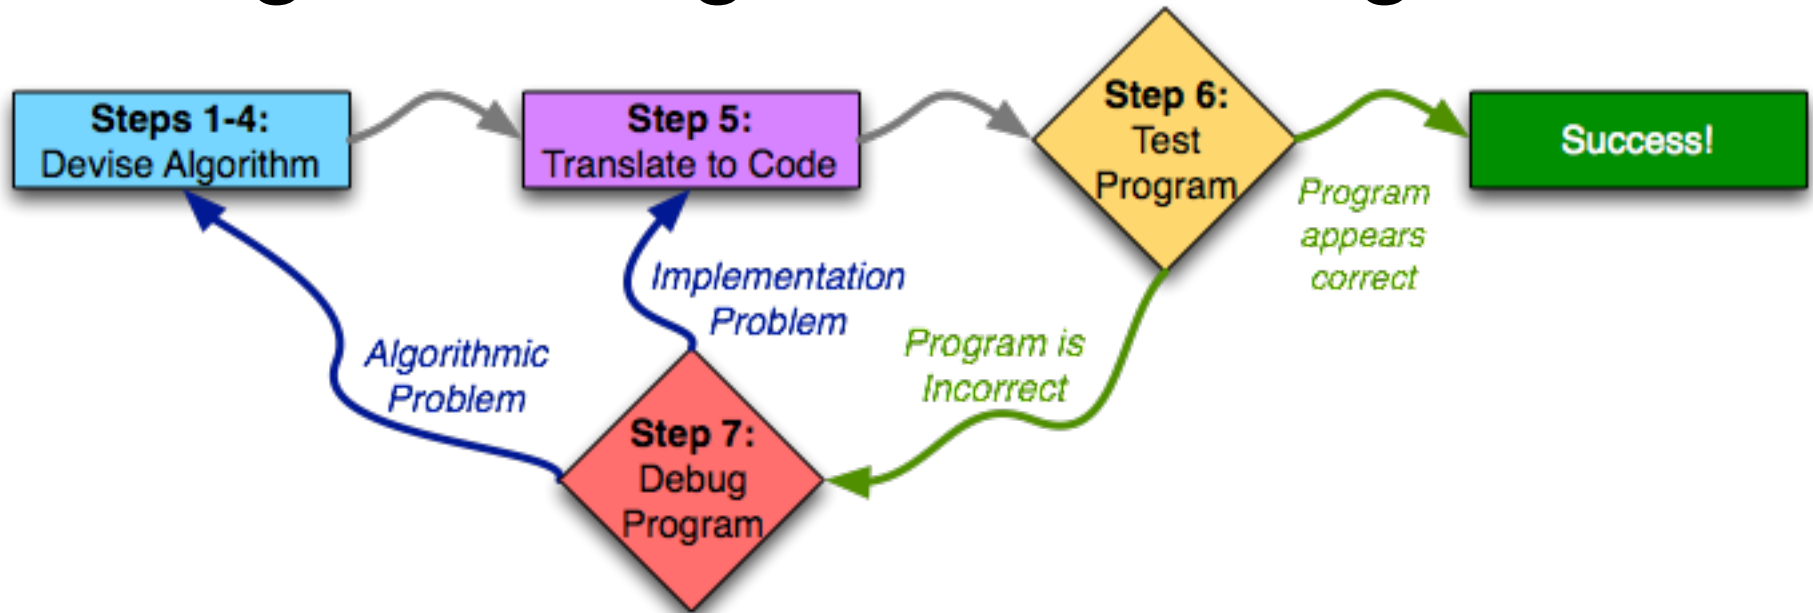 Steps 1-4:
Devise Algorithm
Step 5:
Translate to Code
Step 6:
Test
Program
Success!
Program
appears
correct
Implementation
Problem
Algorithmic
Problem
Program is
Incorrect
Step 7:
Debug
Program